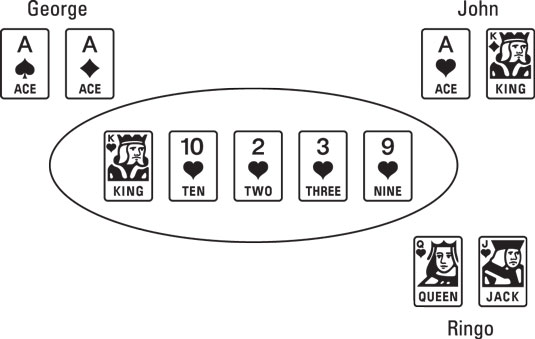 George
John
A
ACE
A
ACE
A
ACE
K
KING
K
KING
10
TEN
2
TWO
3
THREE
9
NINE
Q
QUEEN
J
JACK
Ringo